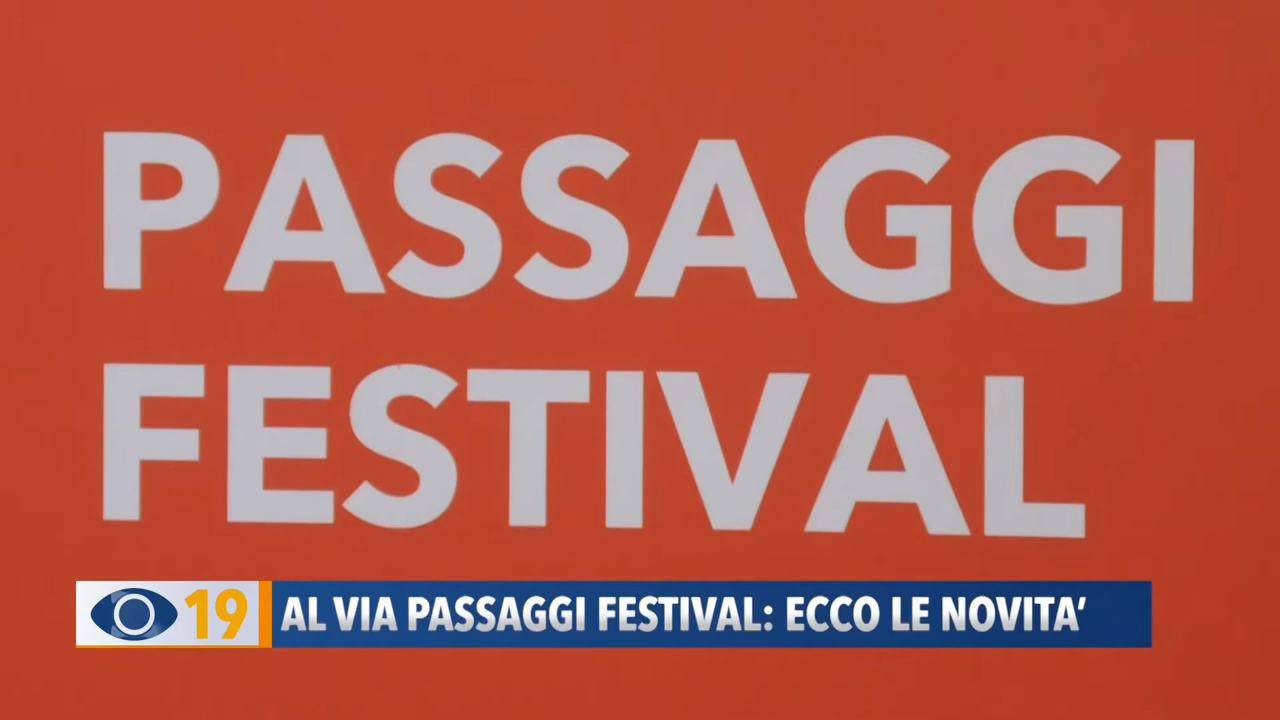 PASSAGGI
FESTIVAL
19
AL VIA PASSAGGI FESTIVAL: ECCO LE NOVITA’